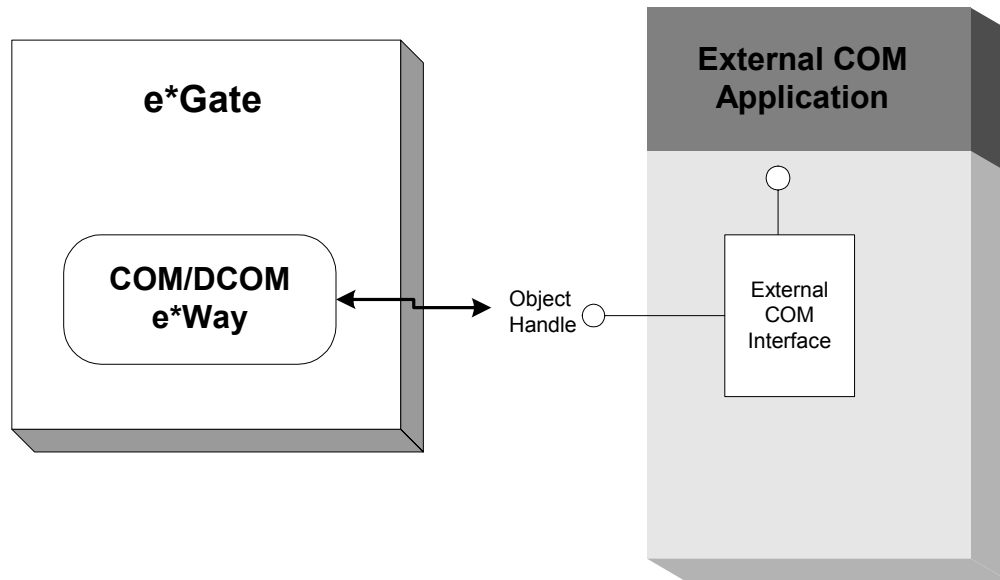 e*Gate
COM/DCOM
e*Way
Object
Handle
External COM
Application
External
COM
Interface